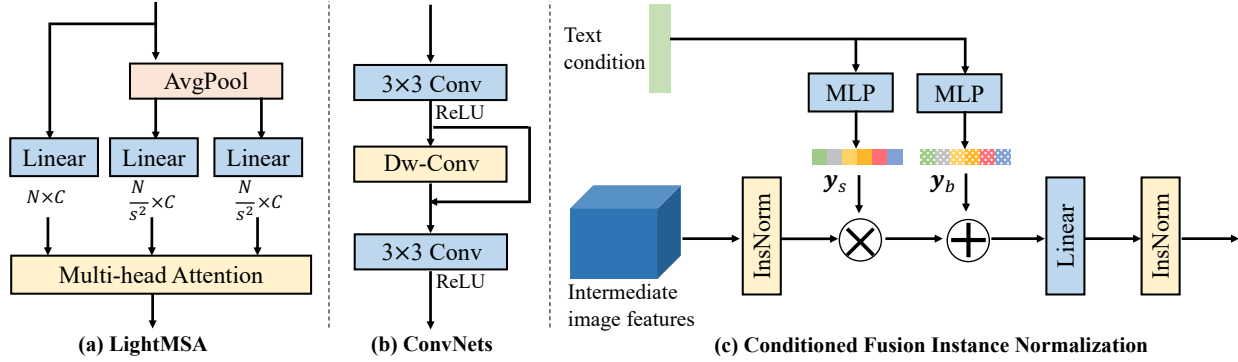 AvgPool
Linear
Linear
Linear
N×C
N/s²×C
N/s²×C
Multi-head Attention
(a) LightMSA
3×3 Conv
ReLU
Dw-Conv
3×3 Conv
ReLU
(b) ConvNets
Text
condition
MLP
MLP
y_s
y_b
InsNorm
Linear
InsNorm
Intermediate
image features
(c) Conditioned Fusion Instance Normalization